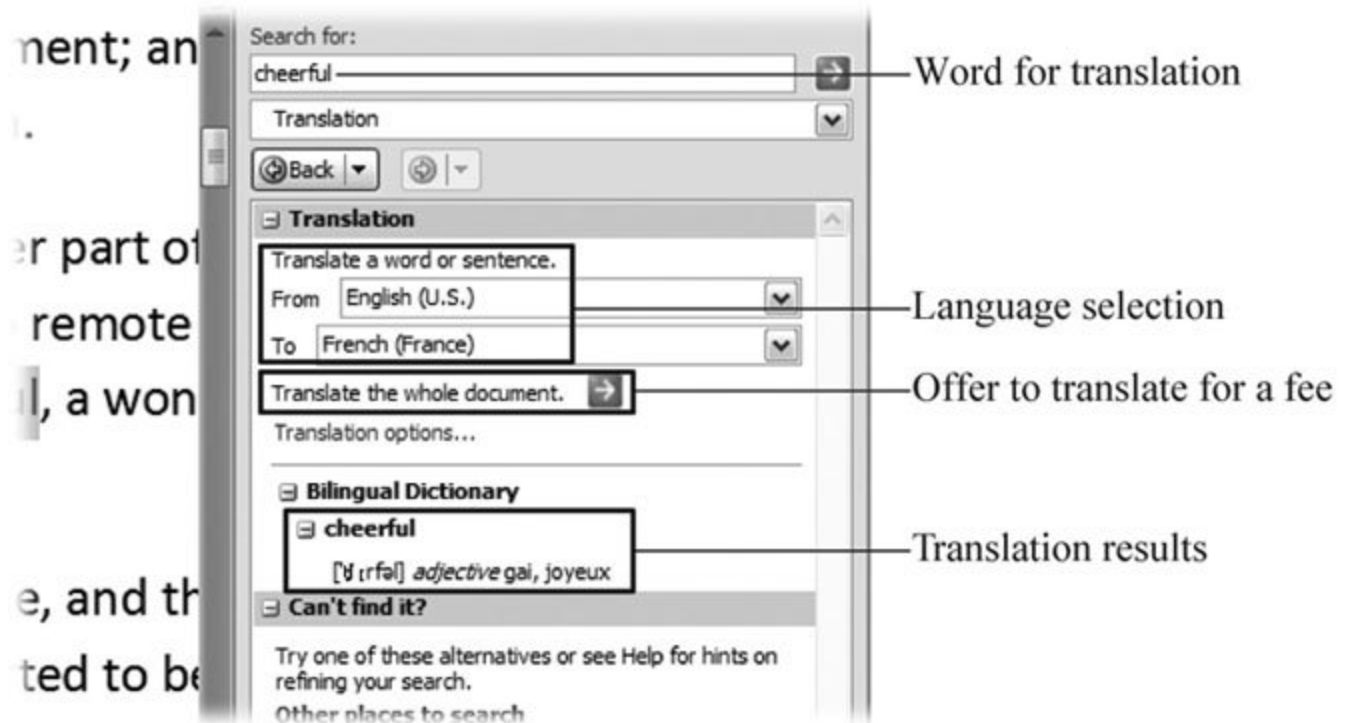 ment; an
er part of
remote
l, a won
e, and th
ted to be
Search for:
cheerful
Translation
Back
Translation
Translate a word or sentence.
From English (U.S.)
To French (France)
Translate the whole document.
Translation options...
Bilingual Dictionary
cheerful
adjective gai, joyeux
Can't find it?
Try one of these alternatives or see Help for hints on
refining your search.
Other places to search
Word for translation
Language selection
Offer to translate for a fee
Translation results